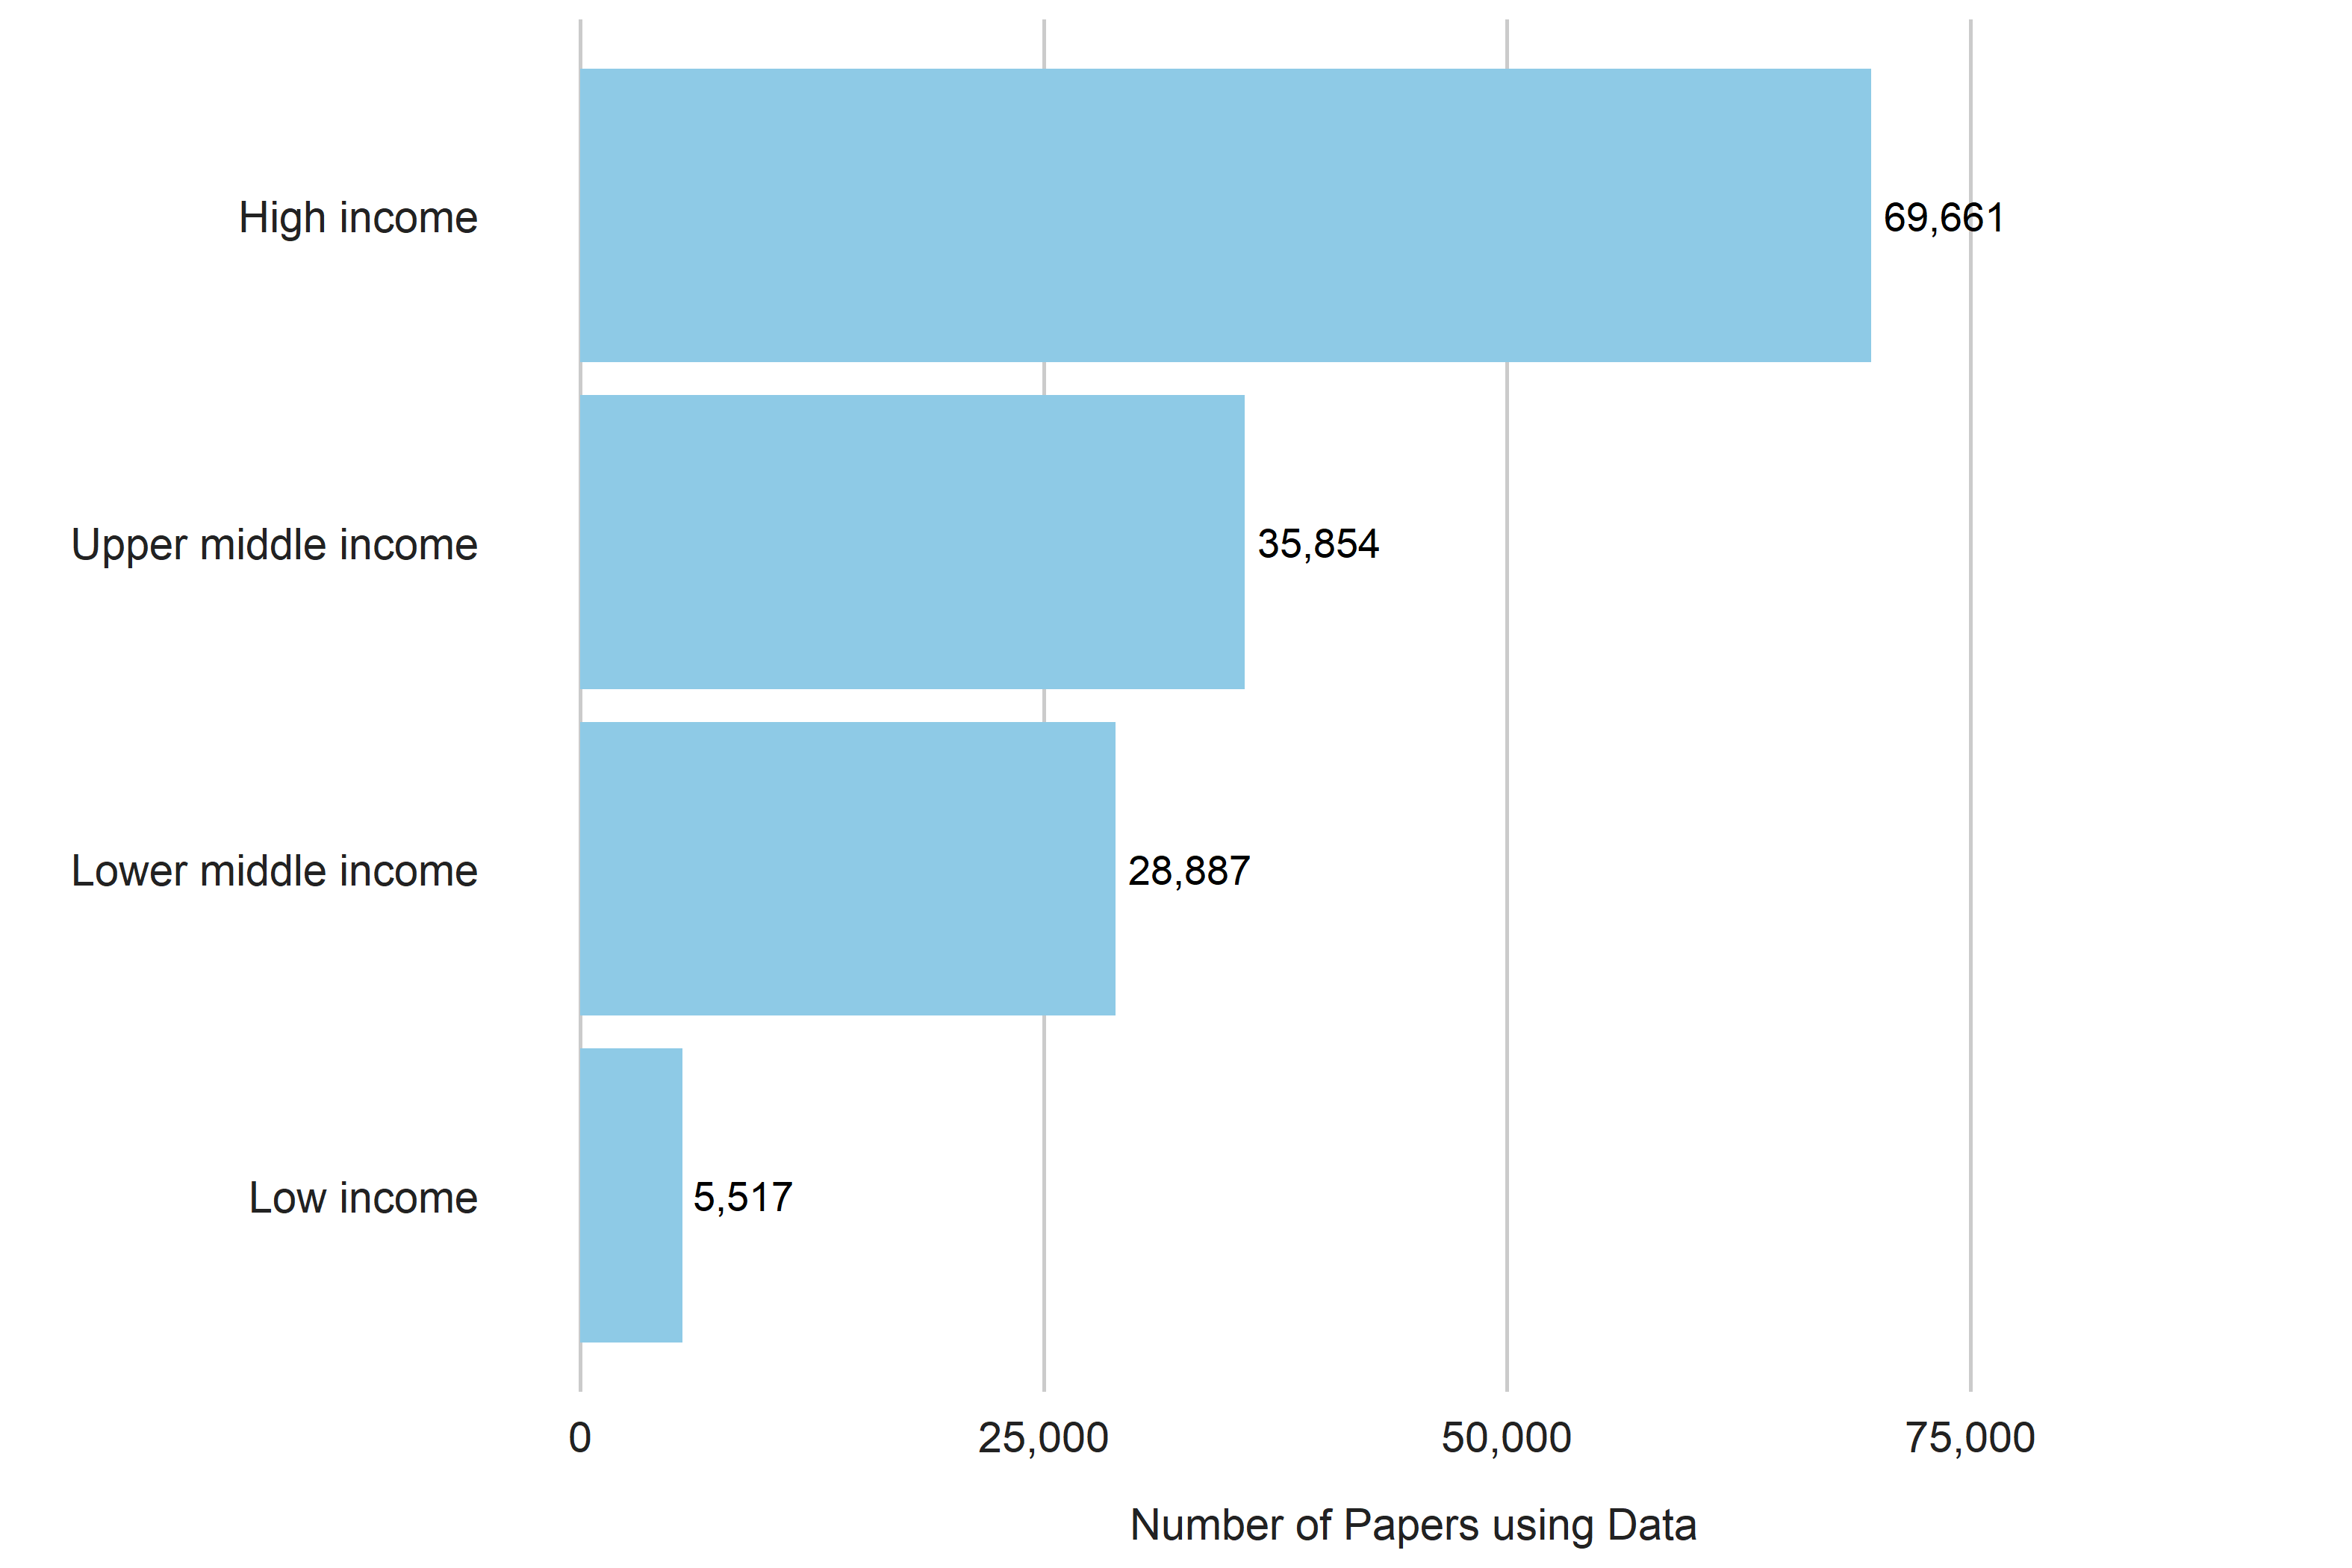 High income
69,661
Upper middle income
35,854
Lower middle income
28,887
Low income
5,517
0 25,000 50,000 75,000
Number of Papers using Data